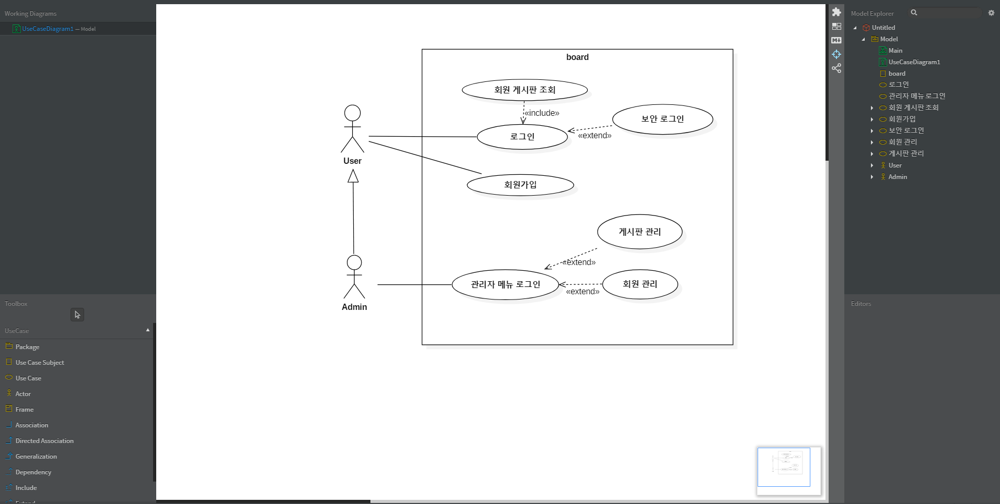 Working Diagrams
UseCaseDiagram1 — Model
Toolbox
UseCase
Package
Use Case Subject
Use Case
Actor
Frame
Association
Directed Association
Generalization
Dependency
Include
Extend
board
회원 게시판 조회
«include»
보안 로그인
로그인
«extend»
User
회원가입
게시판 관리
«extend»
관리자 메뉴 로그인
회원 관리
«extend»
Admin
M
Model Explorer
Untitled
Model
Main
UseCaseDiagram1
board
로그인
관리자 메뉴 로그인
회원 게시판 조회
회원가입
보안 로그인
회원 관리
게시판 관리
User
Admin
Editors